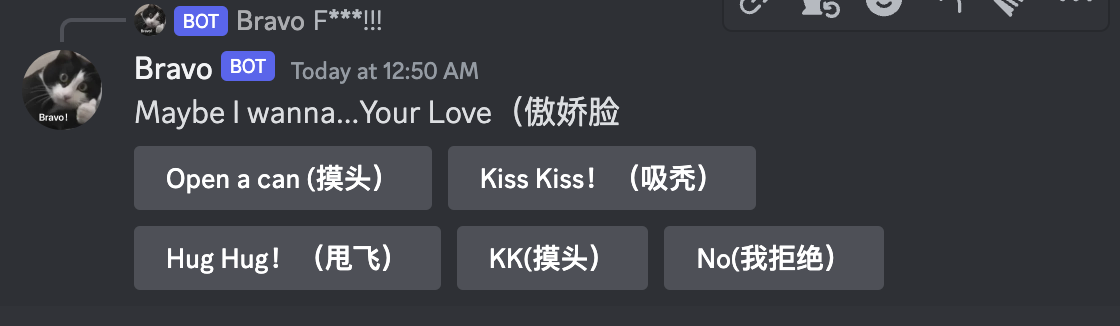 BOT Bravo F***!!!
Bravo BOT Today at 12:50 AM
Bravo!
Maybe I wanna...Your Love（傲娇脸
Open a can (摸头） Kiss Kiss！（吸秃）
Hug Hug！（甩飞） KK(摸头） No(我拒绝）